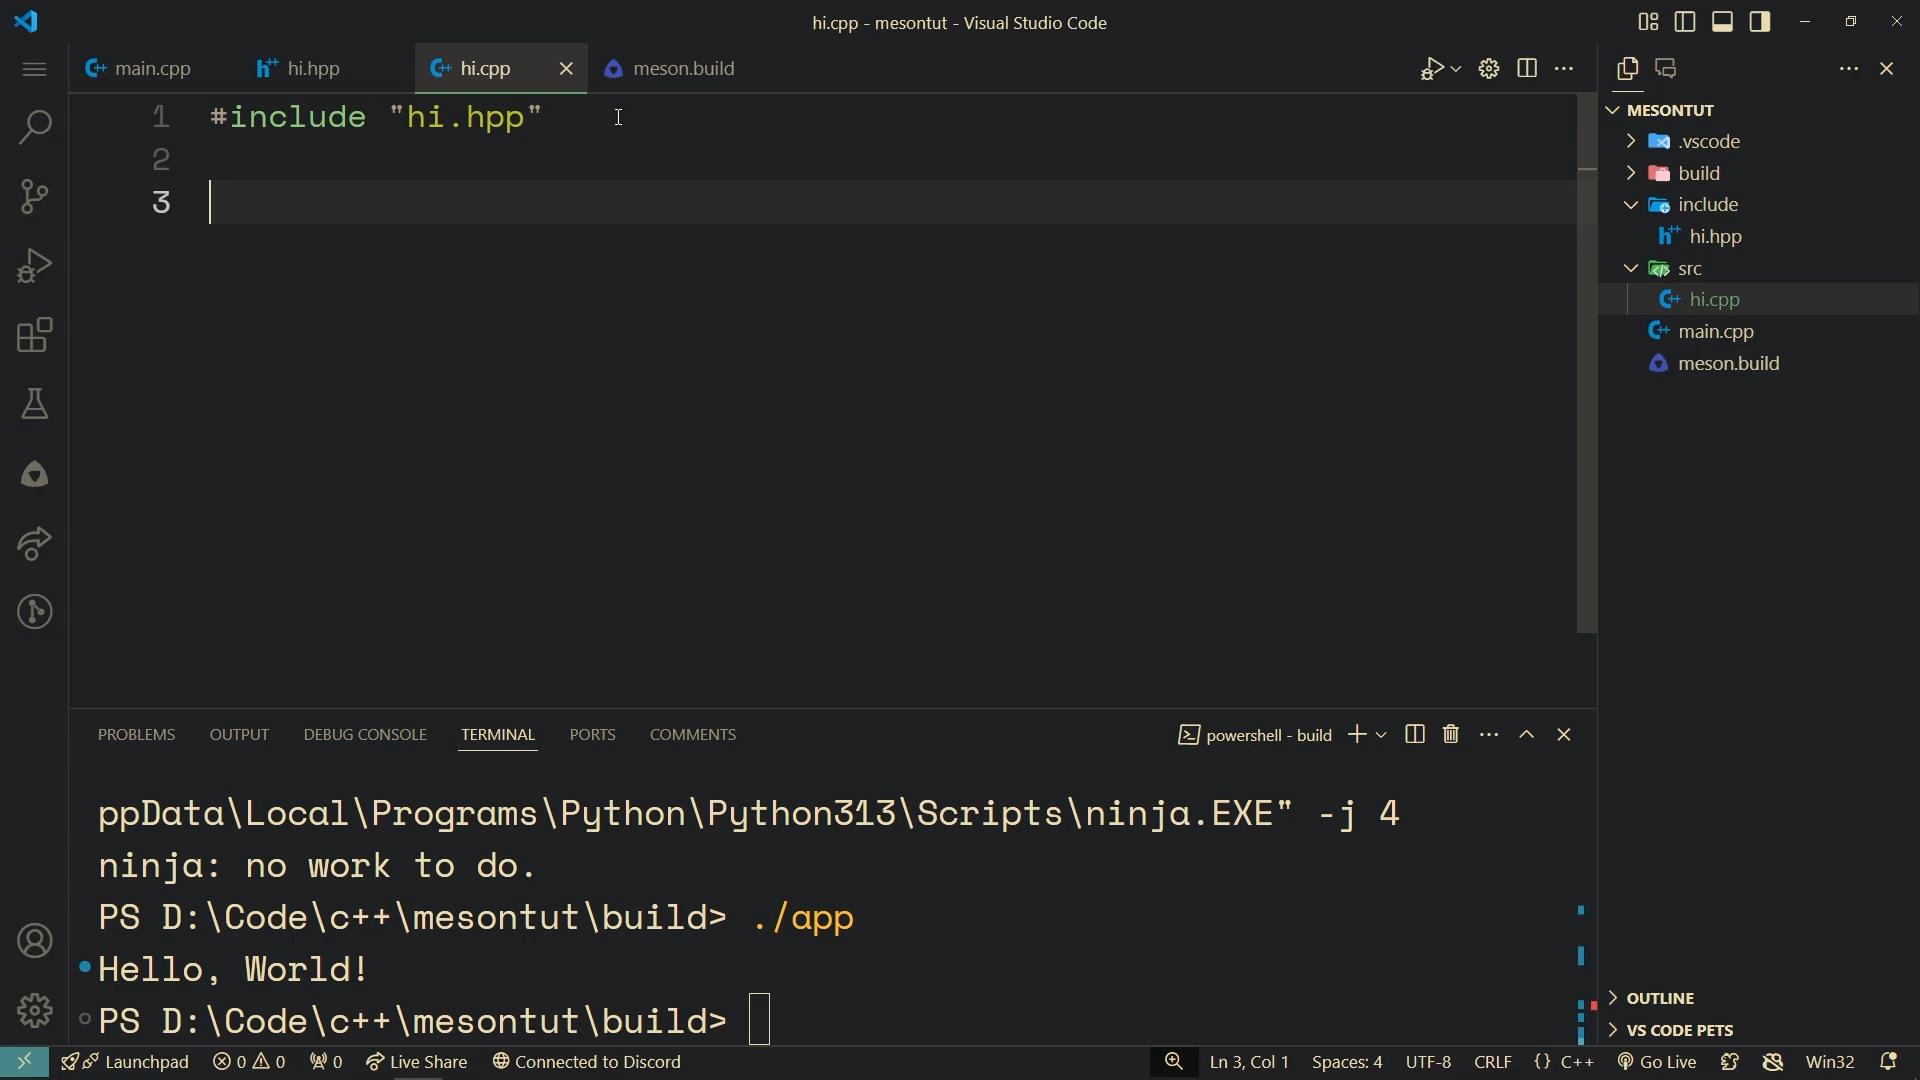 hi.cpp - mesontut - Visual Studio Code
main.cpp
hi.hpp
hi.cpp
meson.build
1 #include "hi.hpp"
2
3
MESONTUT
.vscode
build
include
hi.hpp
src
hi.cpp
main.cpp
meson.build
OUTLINE
VS CODE PETS
PROBLEMS OUTPUT DEBUG CONSOLE TERMINAL PORTS COMMENTS
powershell - build
ppData\Local\Programs\Python\Python313\Scripts\ninja.EXE" -j 4
ninja: no work to do.
PS D:\Code\c++\mesontut\build> ./app
Hello, World!
PS D:\Code\c++\mesontut\build>
Launchpad 0 0 0 Live Share Connected to Discord Ln 3, Col 1 Spaces: 4 UTF-8 CRLF {} C++ Go Live Win32